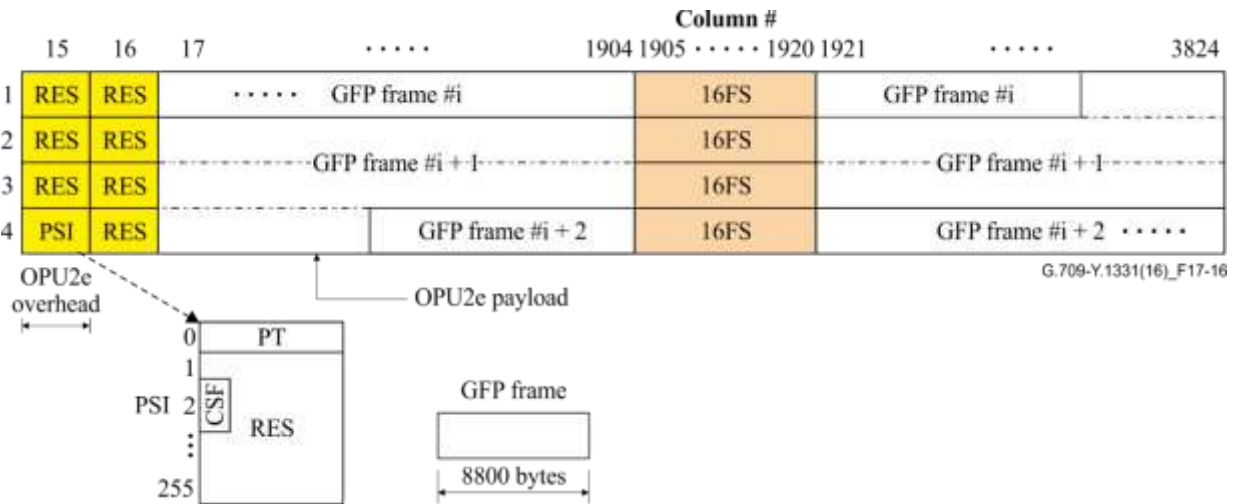 Column #
15 16 17 ····· 1904 1905 ····· 1920 1921 ····· 3824
1 RES RES ····· GFP frame #i 16FS GFP frame #i
2 RES RES 16FS
GFP frame #i + 1 GFP frame #i + 1
3 RES RES 16FS
4 PSI RES GFP frame #i + 2 16FS GFP frame #i + 2 ·····
G.709-Y.1331(16)_F17-16
OPU2e
overhead
OPU2e payload
0 PT
1
PSI 2 CSF RES
⋮
255
GFP frame
8800 bytes